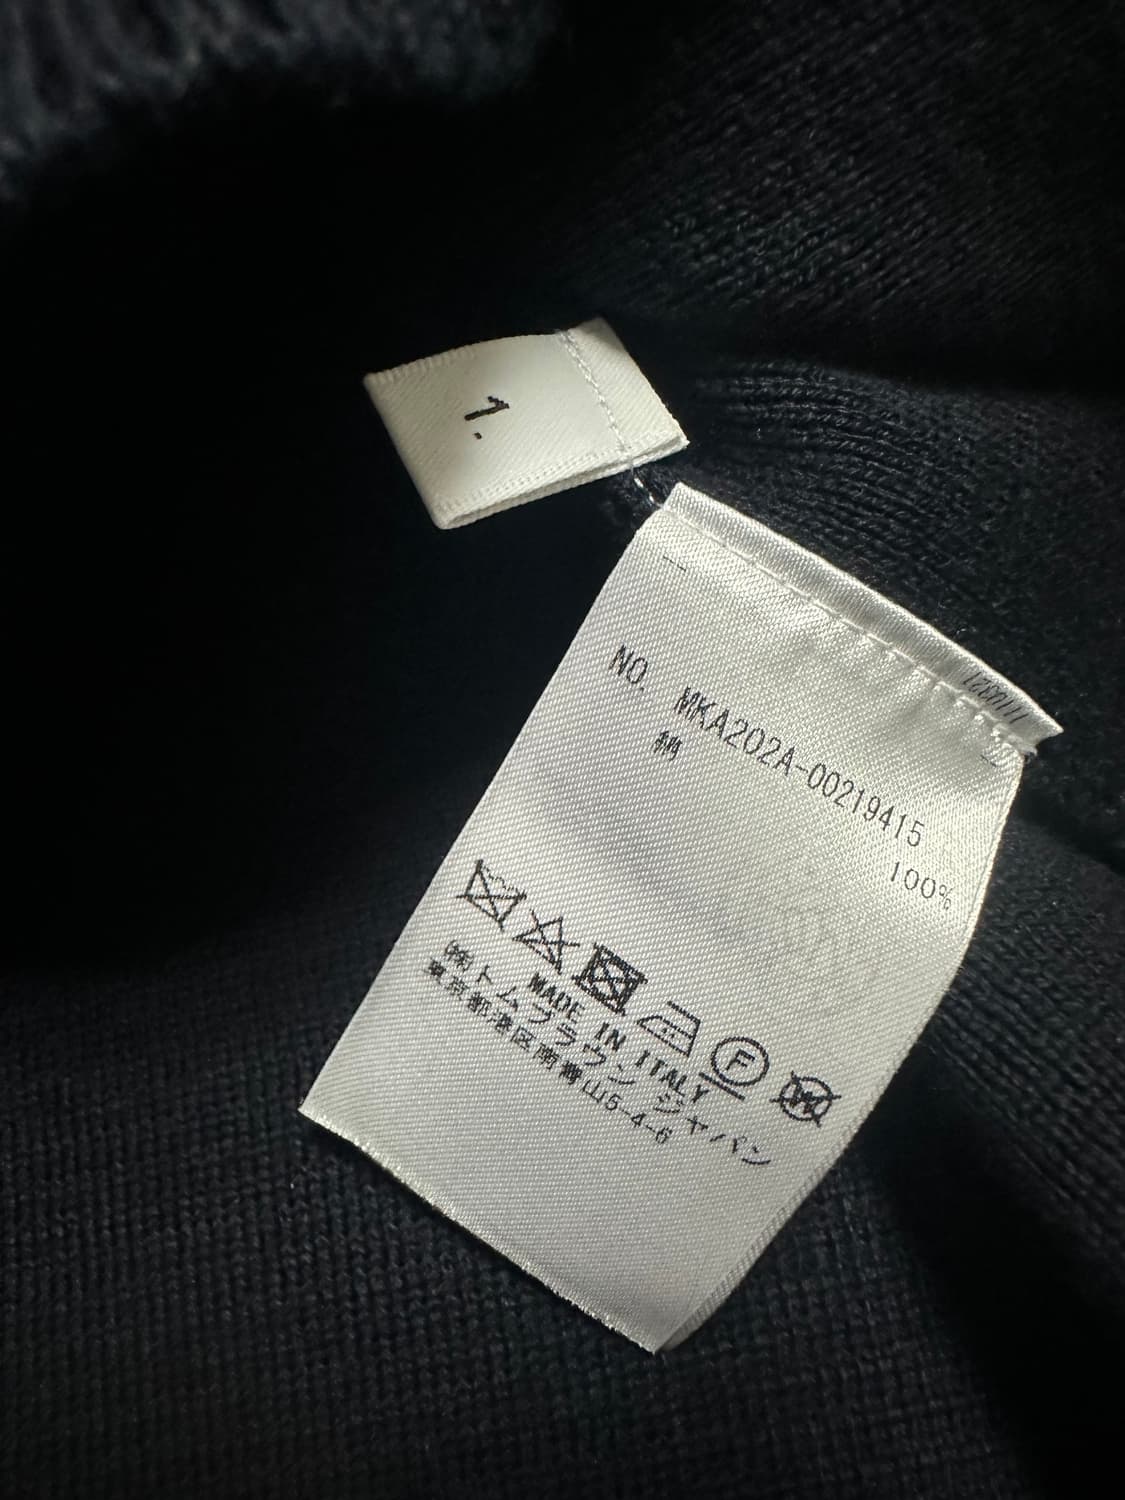 1.
NO. MKA202A-00219415
綿
100%
F
MADE IN ITALY
㈱トムブラウン ジャパン
東京都港区南青山5-4-6